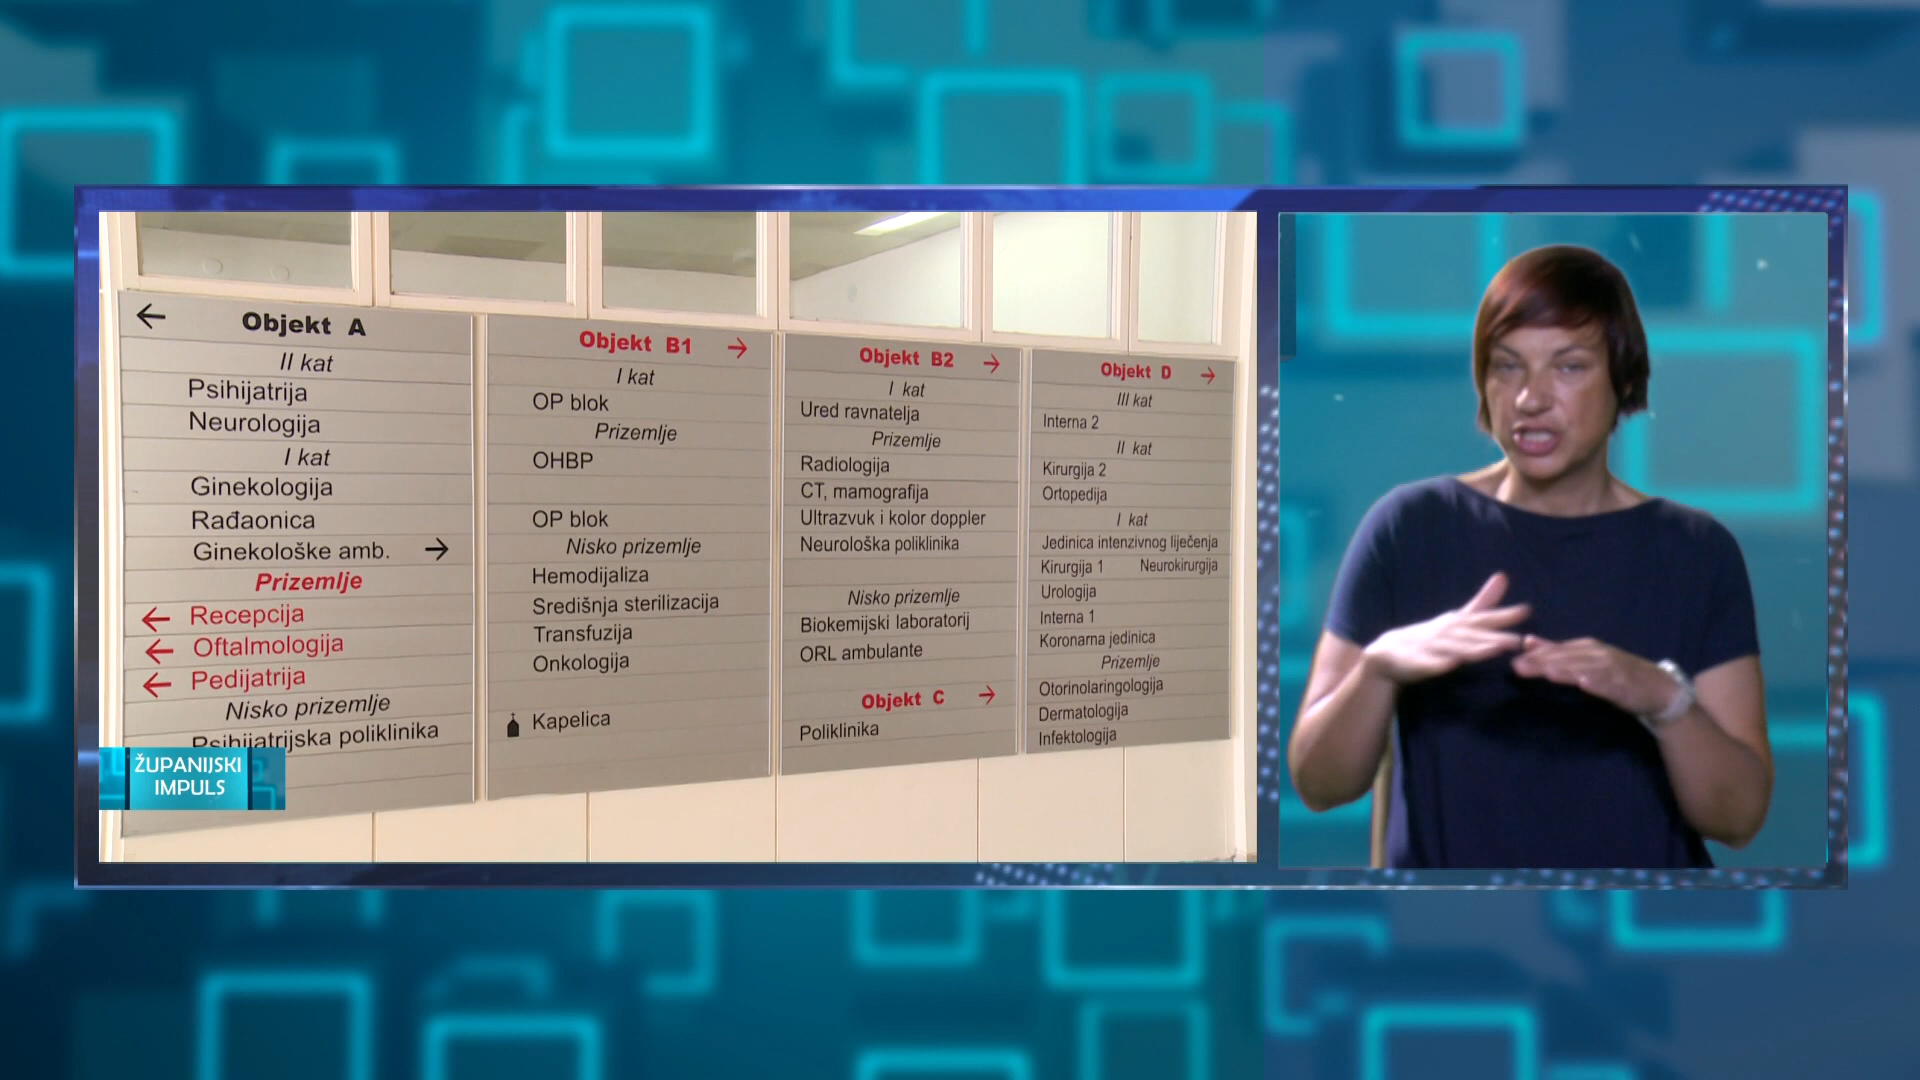 Objekt A
II kat
Psihijatrija
Neurologija
I kat
Ginekologija
Rađaonica
Ginekološke amb.
Prizemlje
Recepcija
Oftalmologija
Pedijatrija
Nisko prizemlje
Psihijatrijska poliklinika
Objekt B1
I kat
OP blok
Prizemlje
OHBP
OP blok
Nisko prizemlje
Hemodijaliza
Središnja sterilizacija
Transfuzija
Onkologija
Kapelica
Objekt B2
I kat
Ured ravnatelja
Prizemlje
Radiologija
CT, mamografija
Ultrazvuk i kolor doppler
Neurološka poliklinika
Nisko prizemlje
Biokemijski laboratorij
ORL ambulante
Objekt C
Poliklinika
Objekt D
III kat
Interna 2
II kat
Kirurgija 2
Ortopedija
I kat
Jedinica intenzivnog liječenja
Kirurgija 1 Neurokirurgija
Urologija
Interna 1
Koronarna jedinica
Prizemlje
Otorinolaringologija
Dermatologija
Infektologija
ŽUPANIJSKI
IMPULS